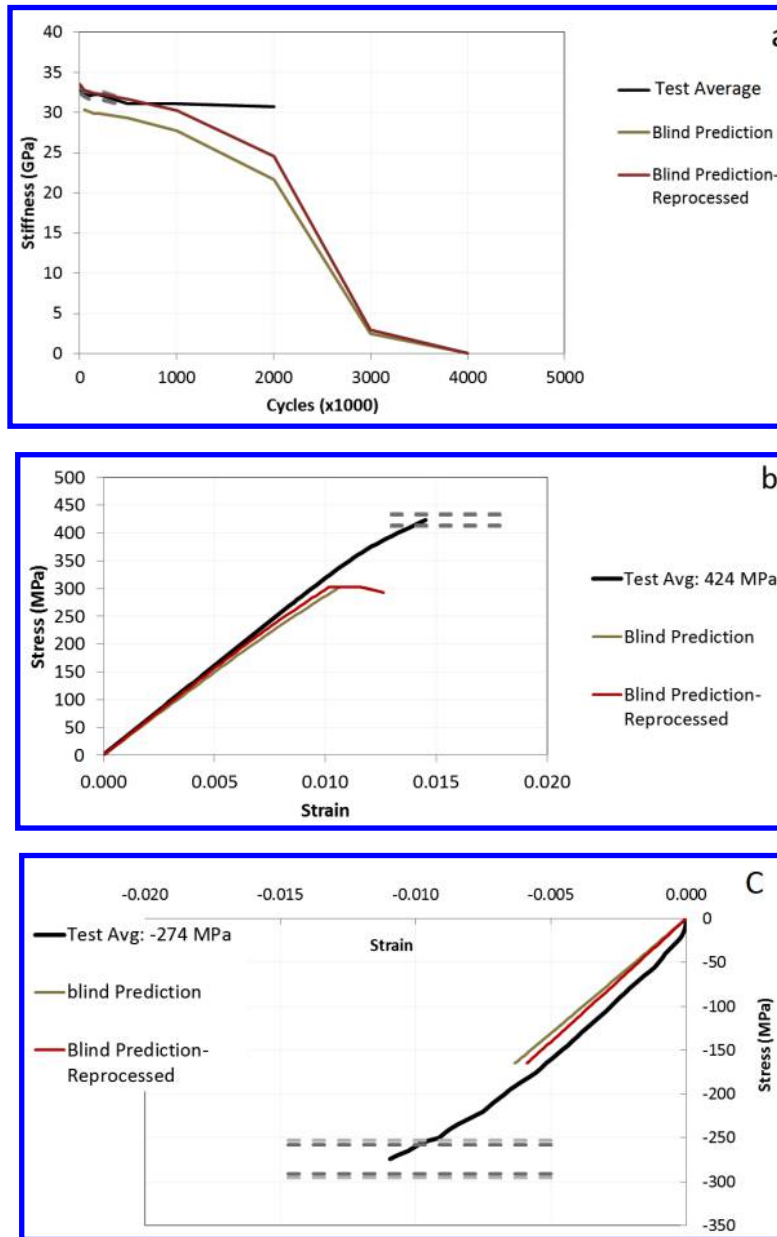 a
40
35
30
25
20
15
10
5
0
Stiffness (GPa)
0 1000 2000 3000 4000 5000
Cycles (x1000)
Test Average
Blind Prediction
Blind Prediction-
Reprocessed
b
500
450
400
350
300
250
200
150
100
50
0
Stress (MPa)
0.000 0.005 0.010 0.015 0.020
Strain
Test Avg: 424 MPa
Blind Prediction
Blind Prediction-
Reprocessed
C
-0.020 -0.015 -0.010 -0.005 0.000
Strain
Test Avg: -274 MPa
blind Prediction
Blind Prediction-
Reprocessed
0
-50
-100
-150
-200
-250
-300
-350
Stress (MPa)